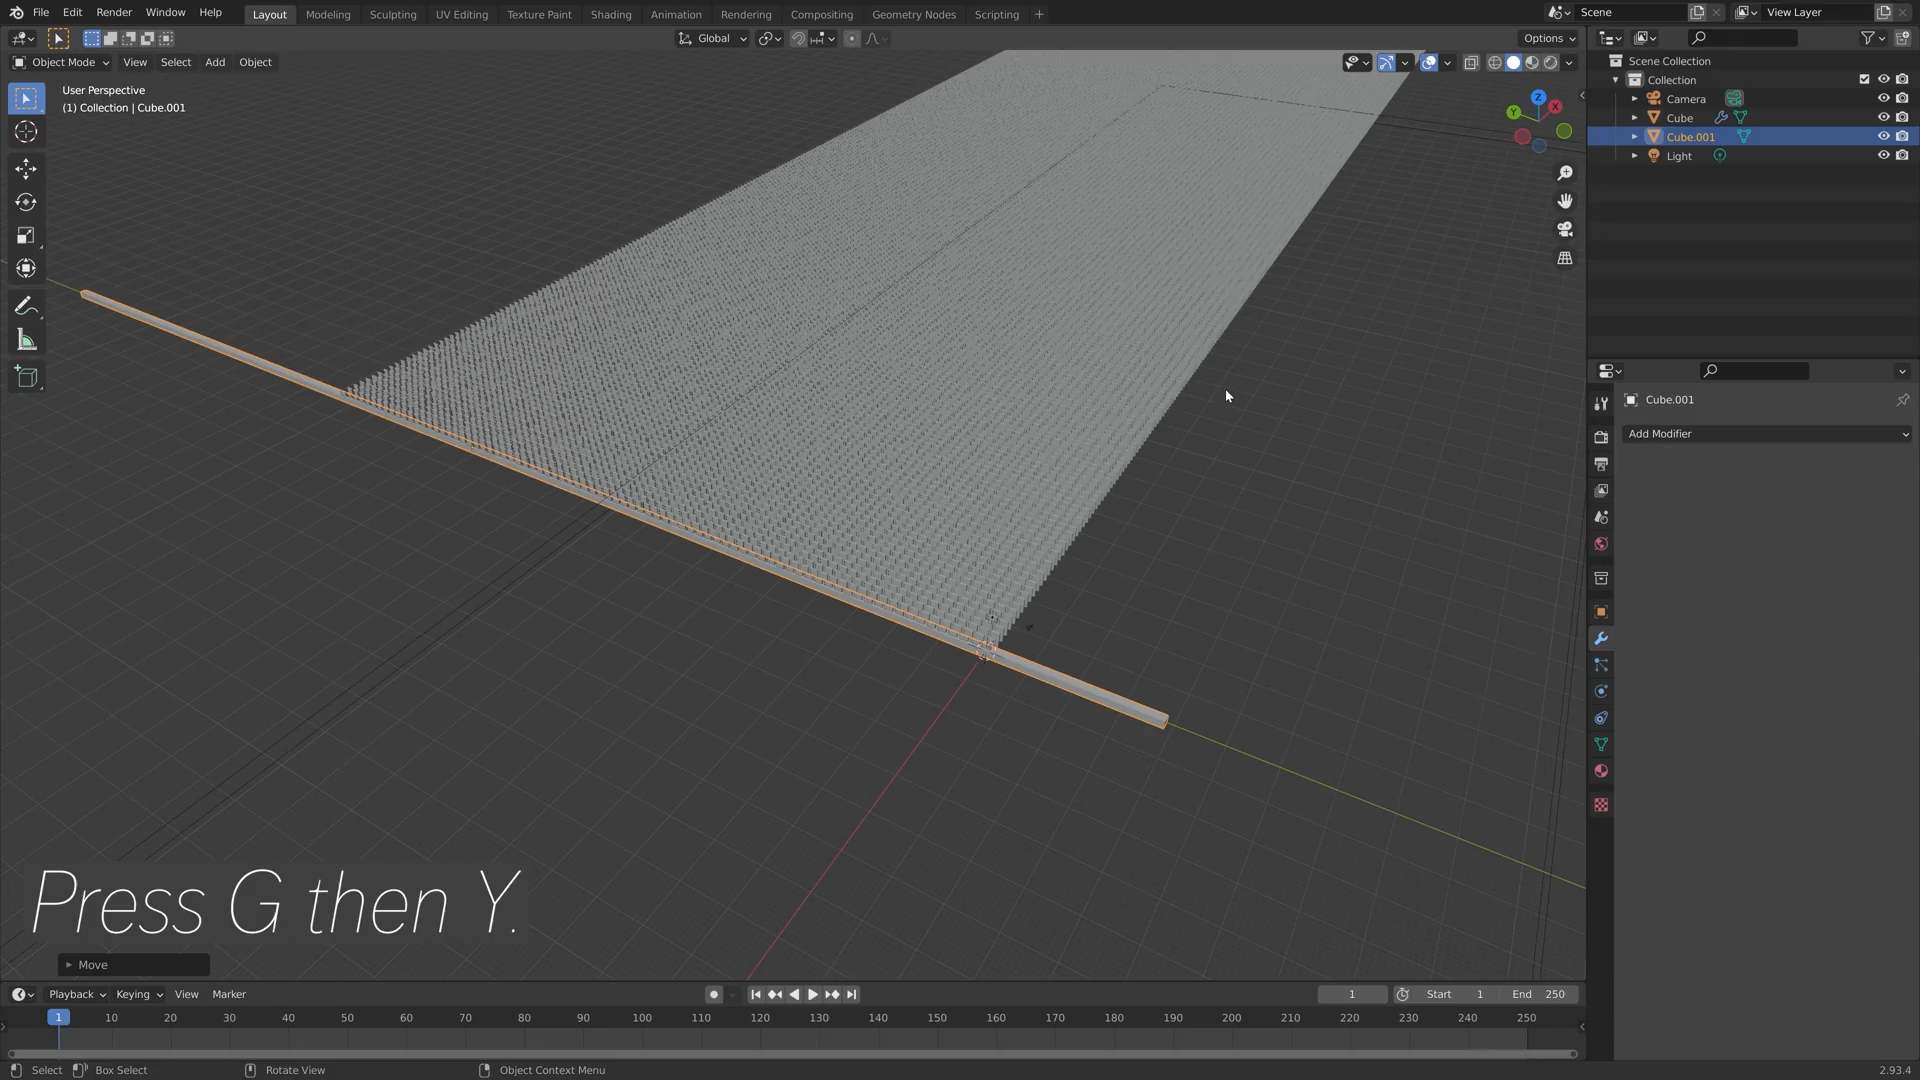 File Edit Render Window Help Layout Modeling Sculpting UV Editing Texture Paint Shading Animation Rendering Compositing Geometry Nodes Scripting + Scene View Layer
Global Options
Object Mode View Select Add Object
User Perspective
(1) Collection | Cube.001
Z
Y
X
Scene Collection
Collection
Camera
Cube
Cube.001
Light
Cube.001
Add Modifier
Press G then Y.
Move
Playback Keying View Marker 1 Start 1 End 250
1 10 20 30 40 50 60 70 80 90 100 110 120 130 140 150 160 170 180 190 200 210 220 230 240 250
Select Box Select Rotate View Object Context Menu 2.93.4